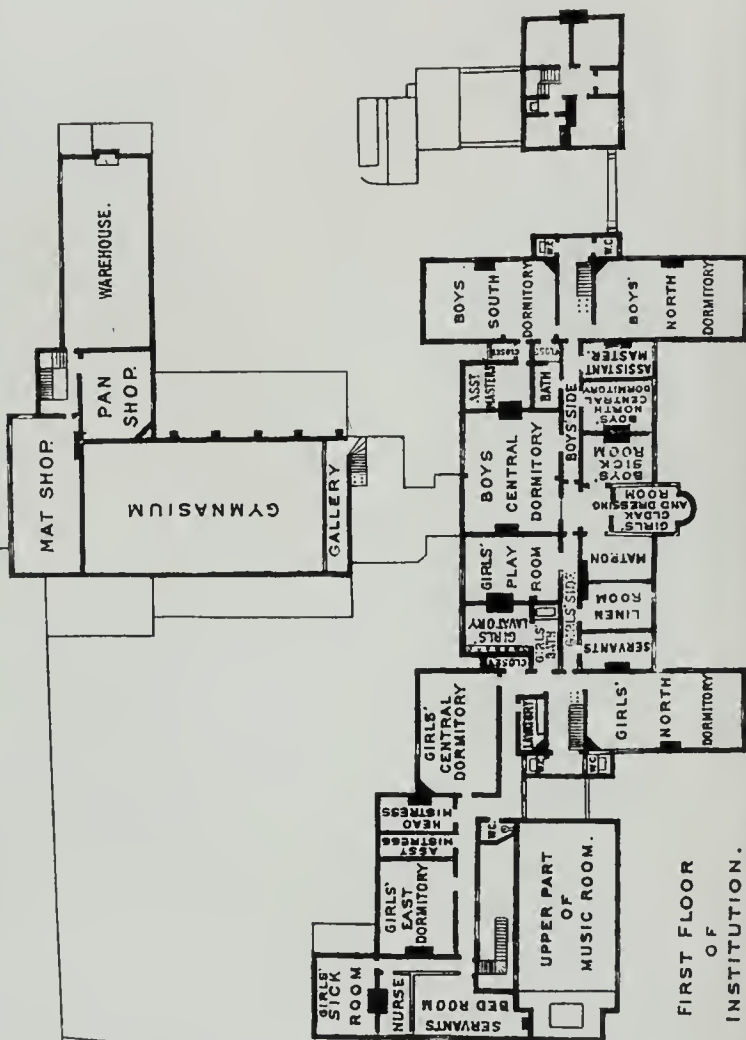 WAREHOUSE.
PAN
SHOP.
MAT SHOP.
GYMNASIUM
GALLERY
W.C.
W.C.
BOYS
SOUTH
DORMITORY
BOYS'
NORTH
DORMITORY
CLOSET
ASST
MASTERS
BATH
ASSISTANT
MASTER.
BOYS'
NORTH
CENTRAL
DORMITORY
BOYS' SIDE
BOYS
CENTRAL
DORMITORY
BOYS'
SICK
ROOM
GIRLS'
CLOAK
AND DRESSING
ROOM
GIRLS'
PLAY
ROOM
GIRLS' SIDE
MATRON
LINEN
ROOM
SERVANTS
GIRLS'
LAVATORY
GIRLS'
BATH
CLOSET
GIRLS'
CENTRAL
DORMITORY
LAVATORY
GIRLS'
NORTH
DORMITORY
W.C.
W.C.
HEAD
MISTRESS
ASST
MISTRESS
W.C.
GIRLS'
EAST
DORMITORY
UPPER PART
OF
MUSIC ROOM.
GIRLS'
SICK
ROOM
NURSE
SERVANTS
BED ROOM
FIRST FLOOR
OF
INSTITUTION.